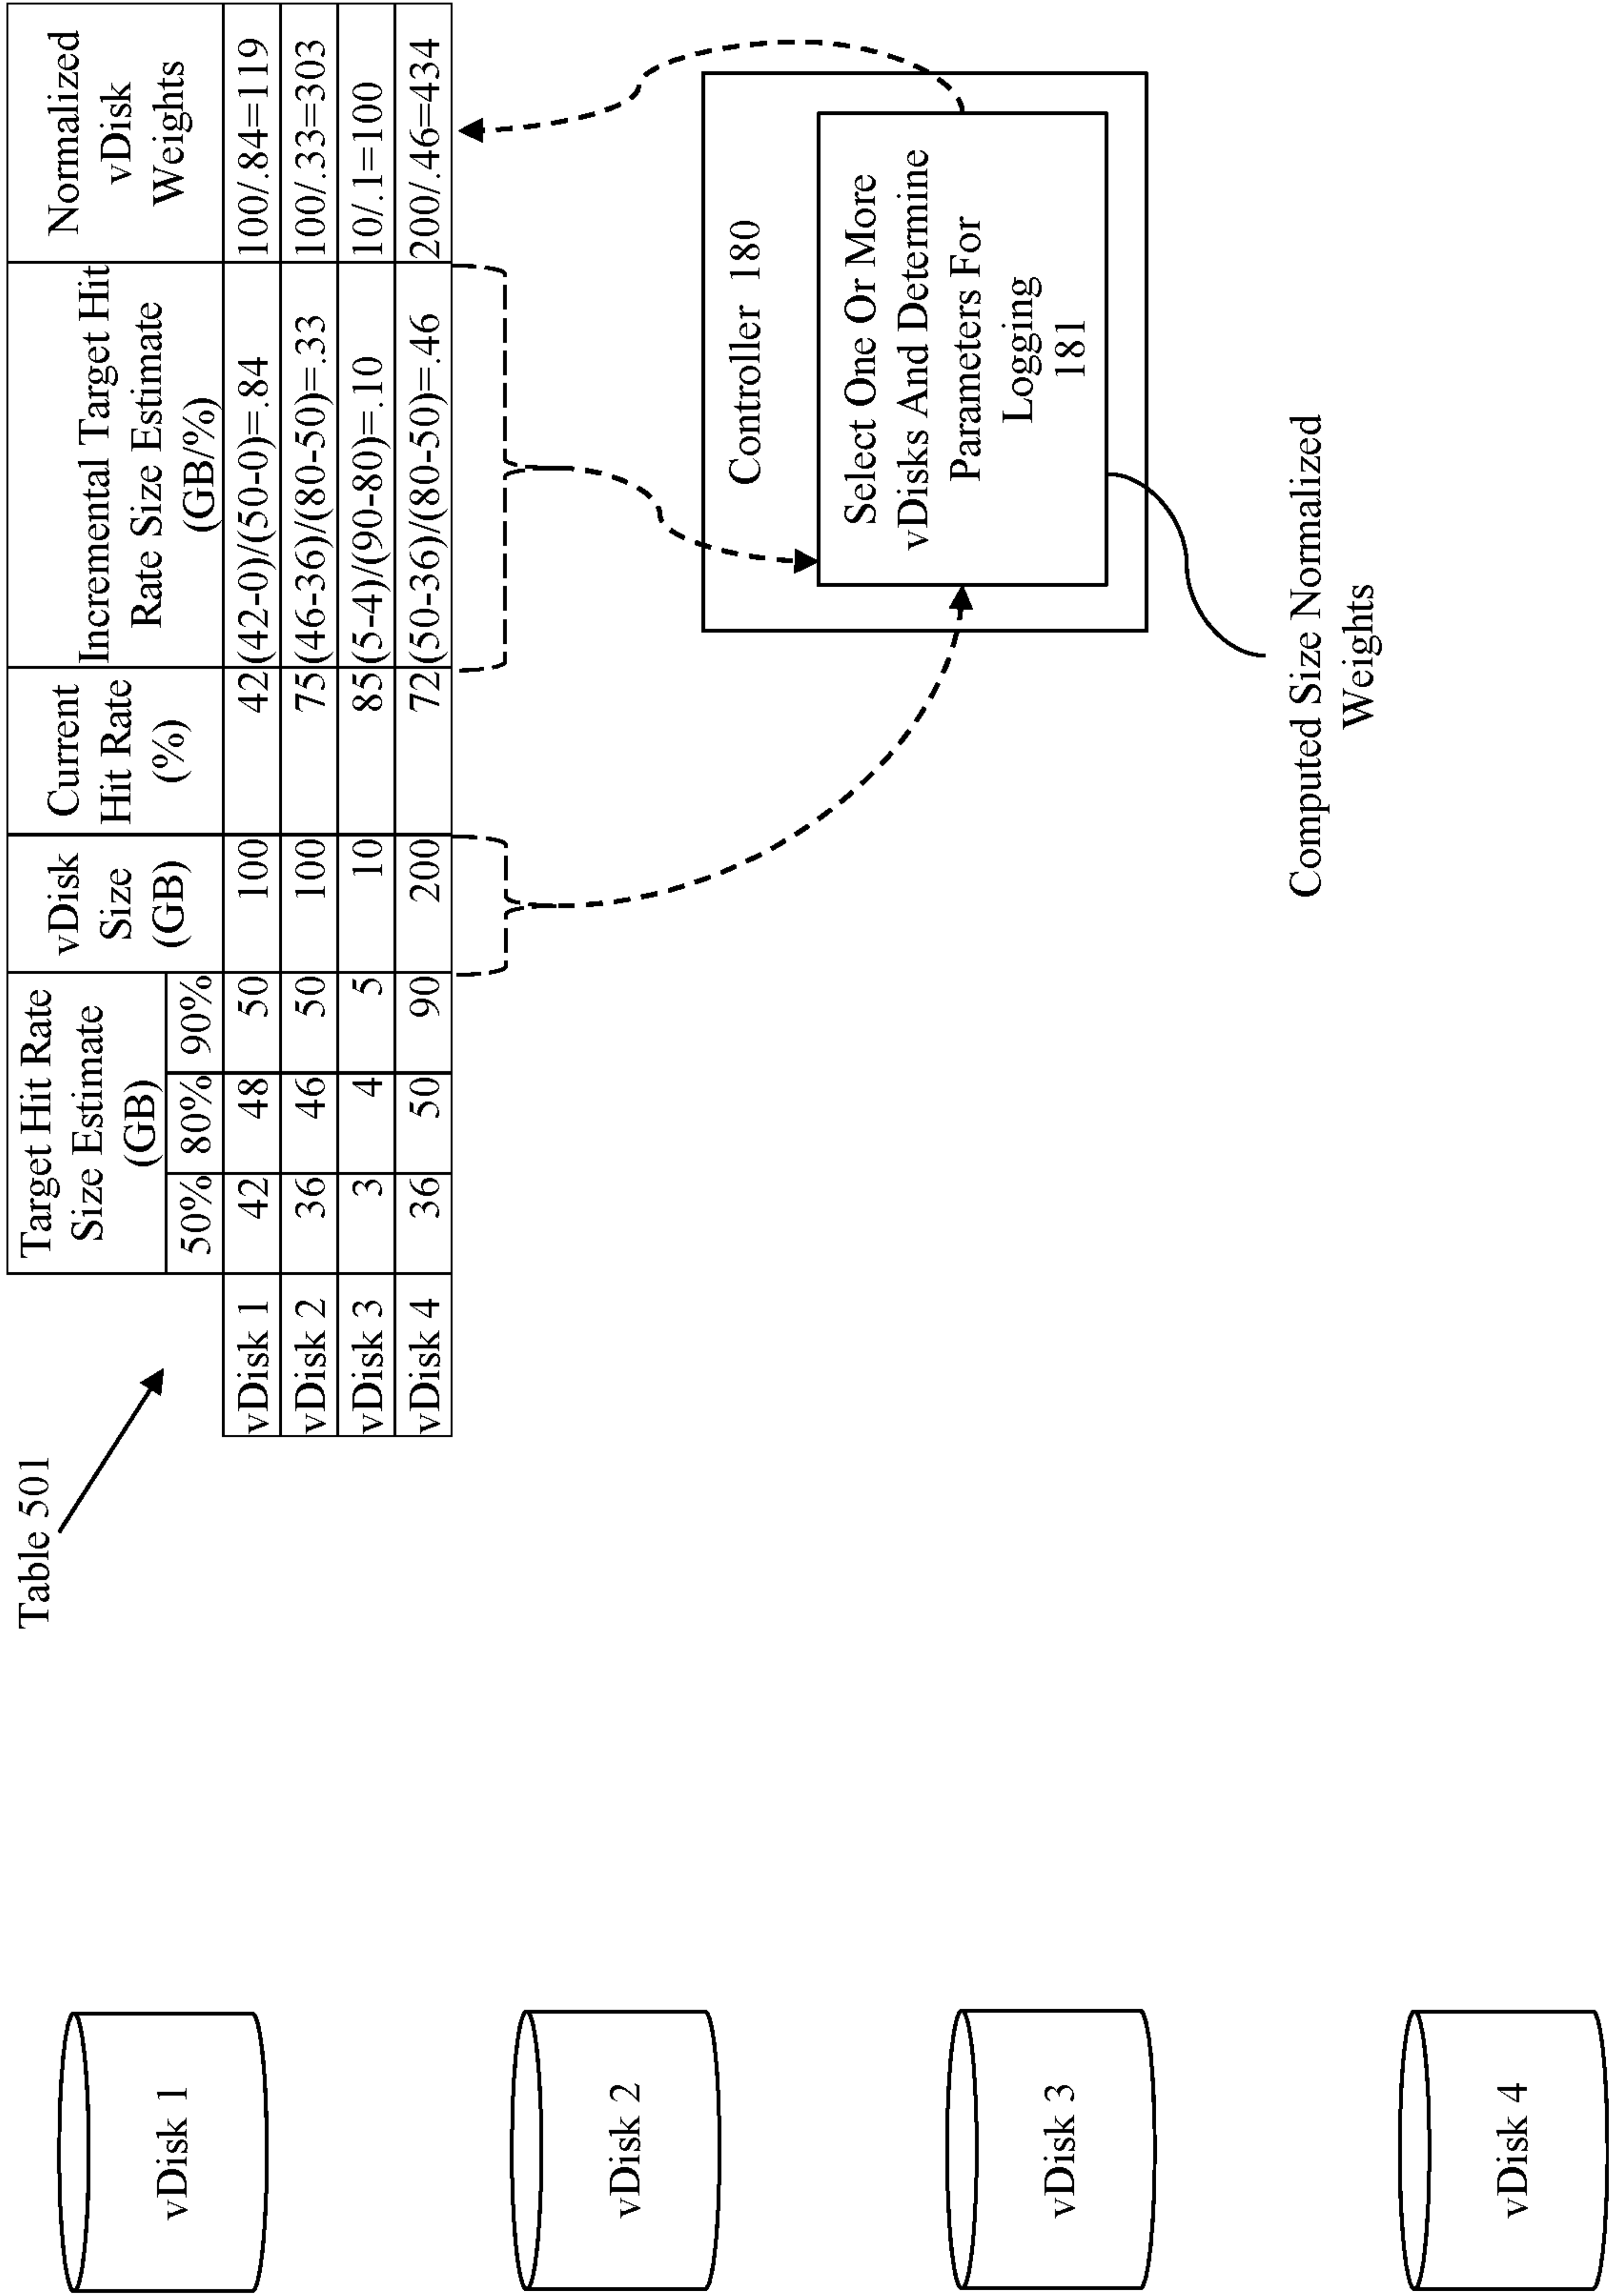 Table 501
Target Hit Rate
Size Estimate
(GB)
vDisk
Size
(GB)
Current
Hit Rate
(%)
Incremental Target Hit
Rate Size Estimate
(GB/%)
Normalized
vDisk
Weights
50% 80% 90%
vDisk 1 42 48 50 100 42 (42-0)/(50-0)=.84 100/.84=119
vDisk 2 36 46 50 100 75 (46-36)/(80-50)=.33 100/.33=303
vDisk 3 3 4 5 10 85 (5-4)/(90-80)=.10 10/.1=100
vDisk 4 36 50 90 200 72 (50-36)/(80-50)=.46 200/.46=434
Controller 180
Select One Or More
vDisks And Determine
Parameters For
Logging
181
Computed Size Normalized
Weights
vDisk 1
vDisk 2
vDisk 3
vDisk 4